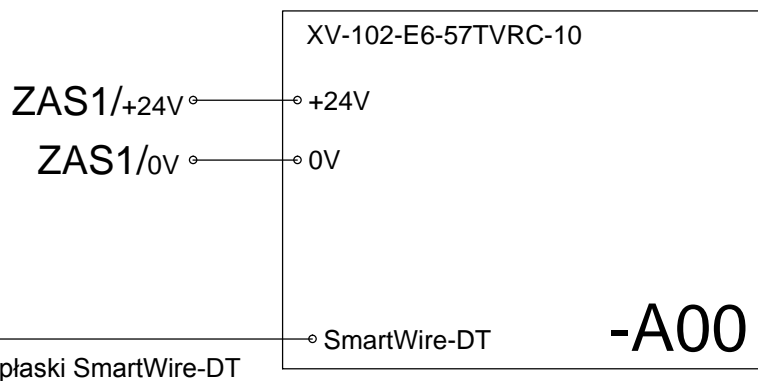 XV-102-E6-57TVRC-10
ZAS1/+24V +24V
ZAS1/0V 0V
SmartWire-DT
-A00
płaski SmartWire-DT